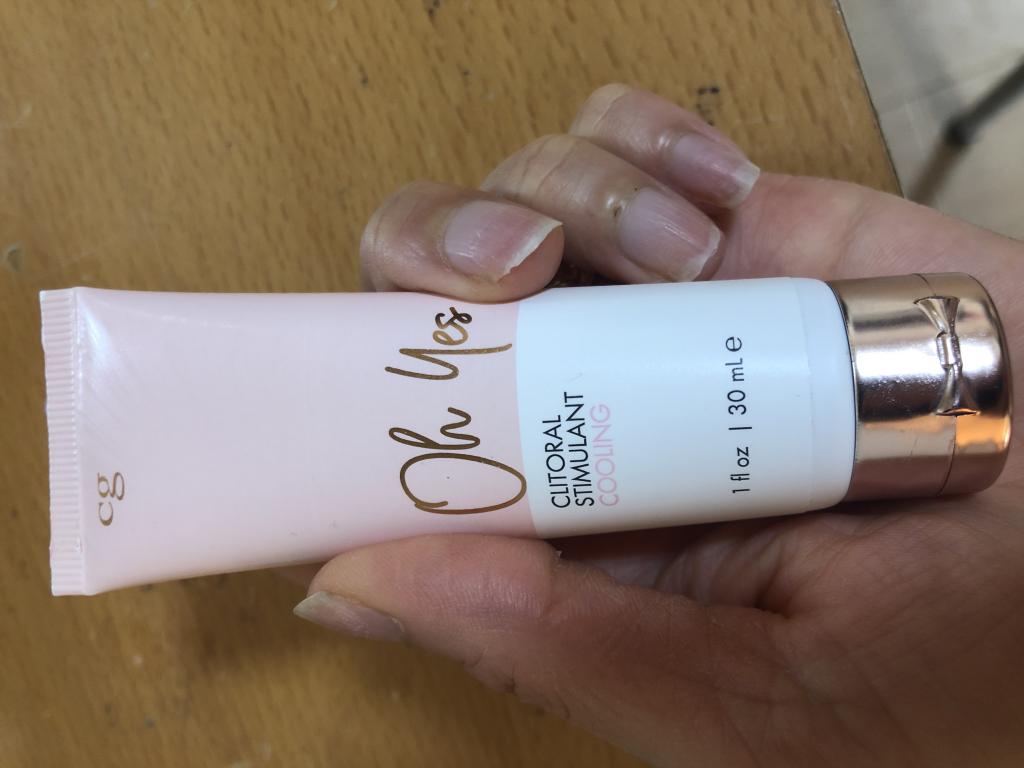 cg
Oh Yes
CLITORAL
STIMULANT
COOLING
1 fl oz | 30 mL ℮